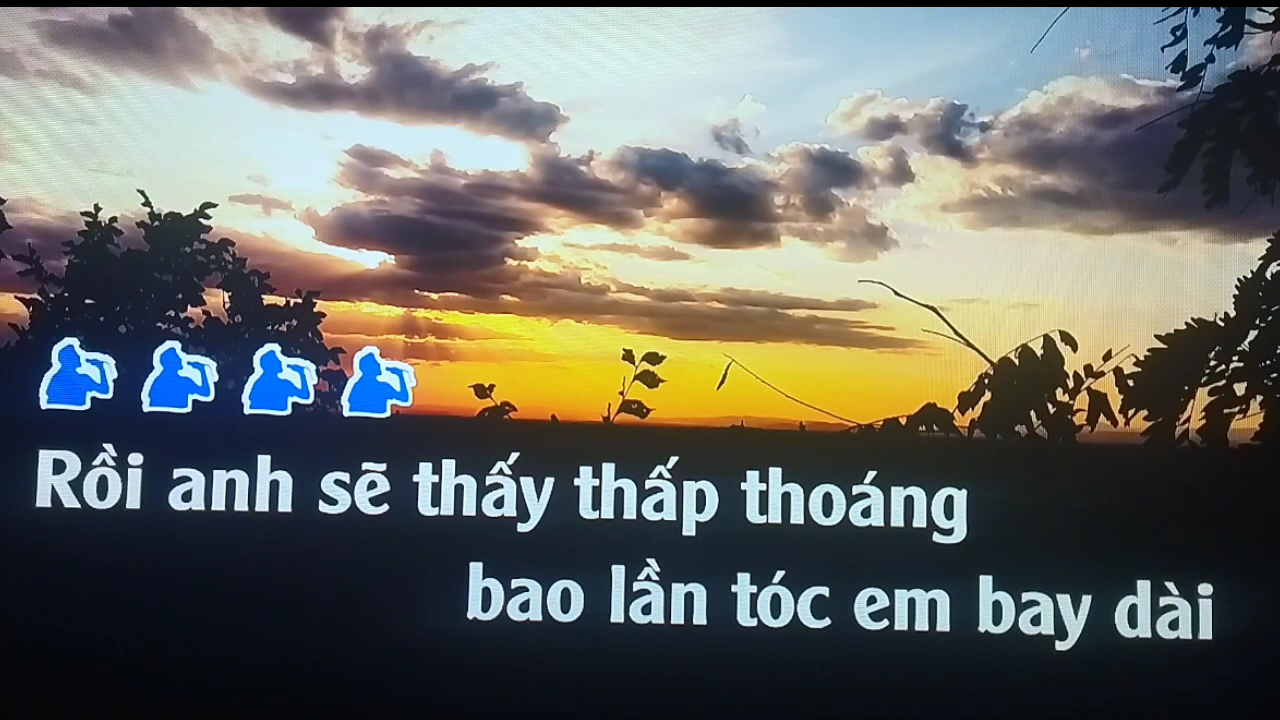 Rồi anh sẽ thấy thấp thoáng
bao lần tóc em bay dài